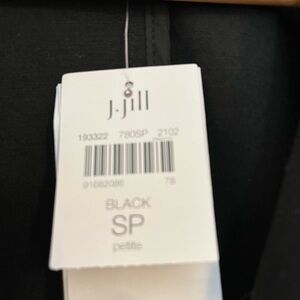 J.Jill
193322 780SP 2102
91682086 78
BLACK
SP
petite